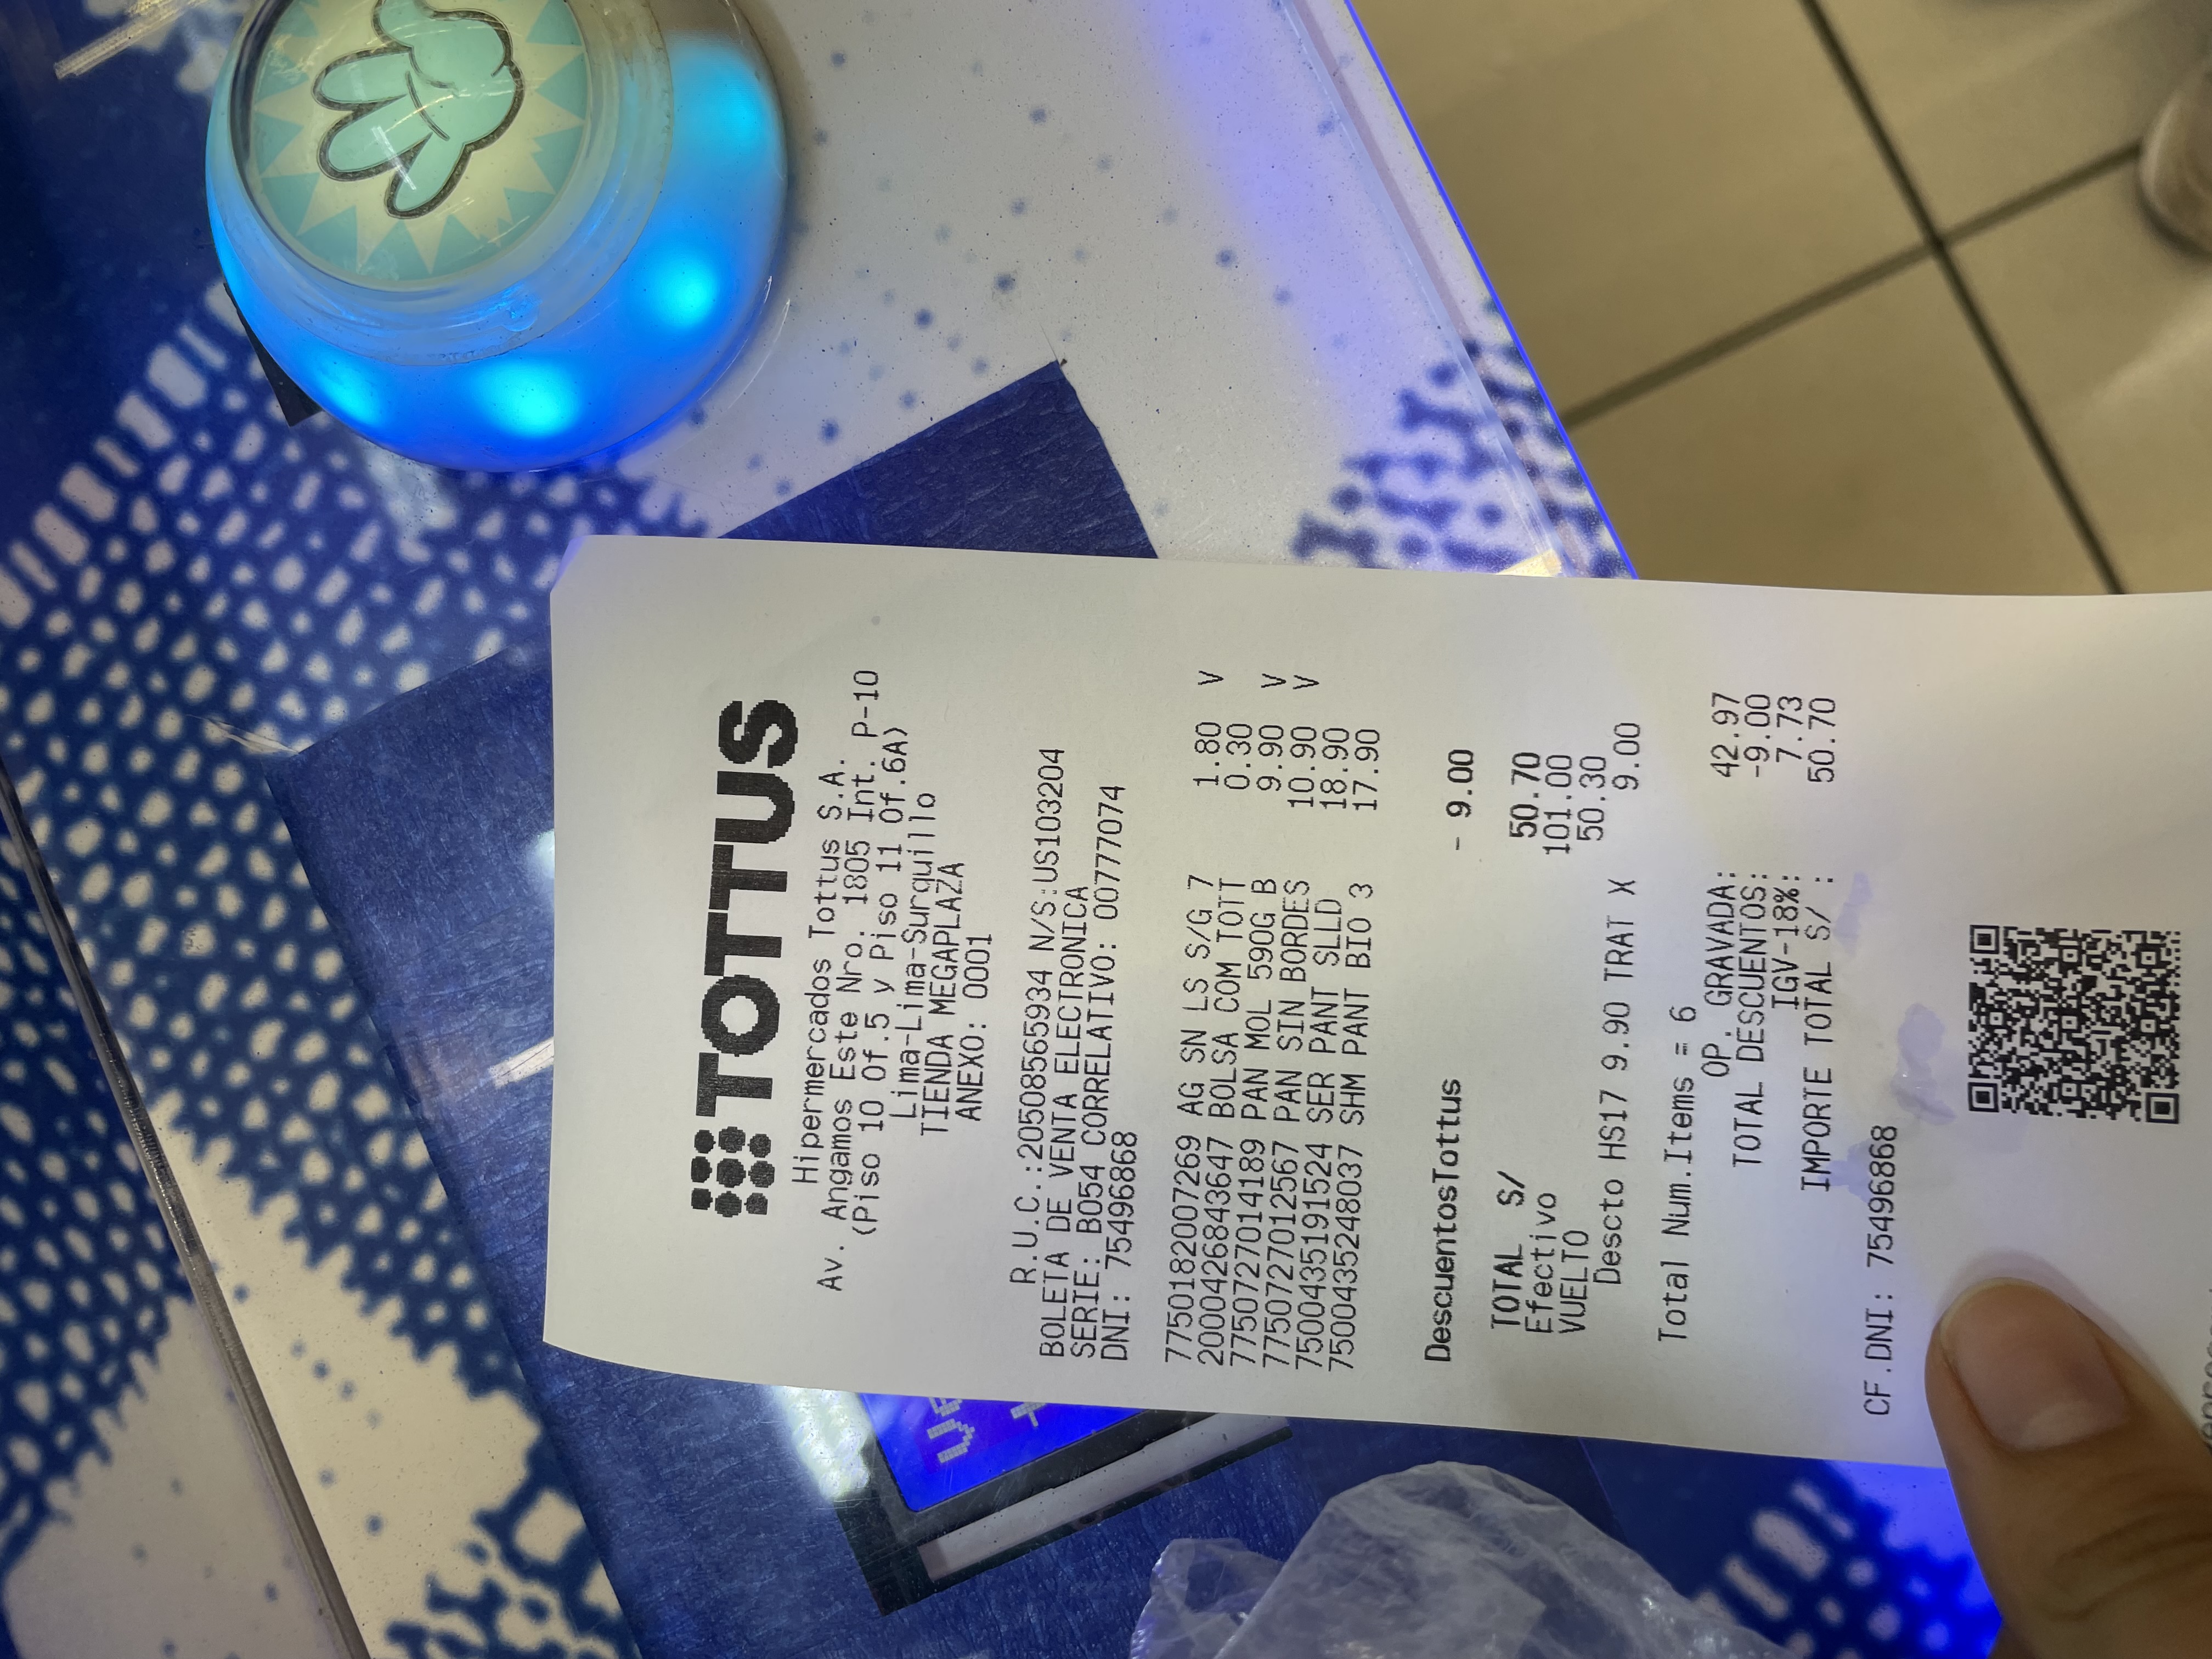 TOTTUS
Hipermercados Tottus S.A.
Av. Angamos Este Nro. 1805 Int. P-10
(Piso 10 Of.5 y Piso 11 Of.6A)
Lima-Lima-Surquillo
TIENDA MEGAPLAZA
ANEXO: 0001
R.U.C.:20508565934 N/S:US103204
BOLETA DE VENTA ELECTRONICA
SERIE: B054 CORRELATIVO: 00777074
DNI: 75496868
7750182007269 AG SN LS S/G 7 1.80 V
2000426843647 BOLSA COM TOTT 0.30
7750727014189 PAN MOL 590G B 9.90 V
7750727012567 PAN SIN BORDES 10.90 V
7500435191524 SER PANT SLLD 18.90
7500435248037 SHM PANT BIO 3 17.90
DescuentosTottus - 9.00
TOTAL S/ 50.70
Efectivo 101.00
VUELTO 50.30
Descto HS17 9.90 TRAT X 9.00
Total Num.Items = 6
OP. GRAVADA: 42.97
TOTAL DESCUENTOS: -9.00
IGV-18%: 7.73
IMPORTE TOTAL S/ : 50.70
CF.DNI: 75496868